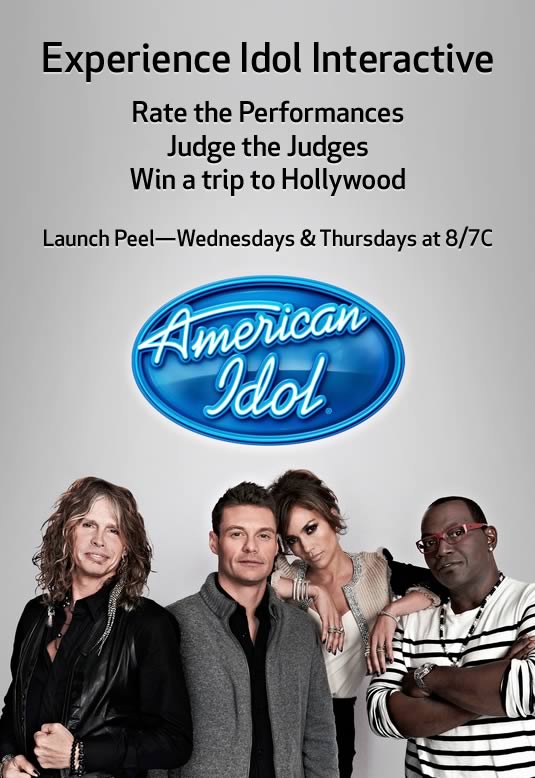 Experience Idol Interactive
Rate the Performances
Judge the Judges
Win a trip to Hollywood
Launch Peel—Wednesdays & Thursdays at 8/7C
American
Idol
®